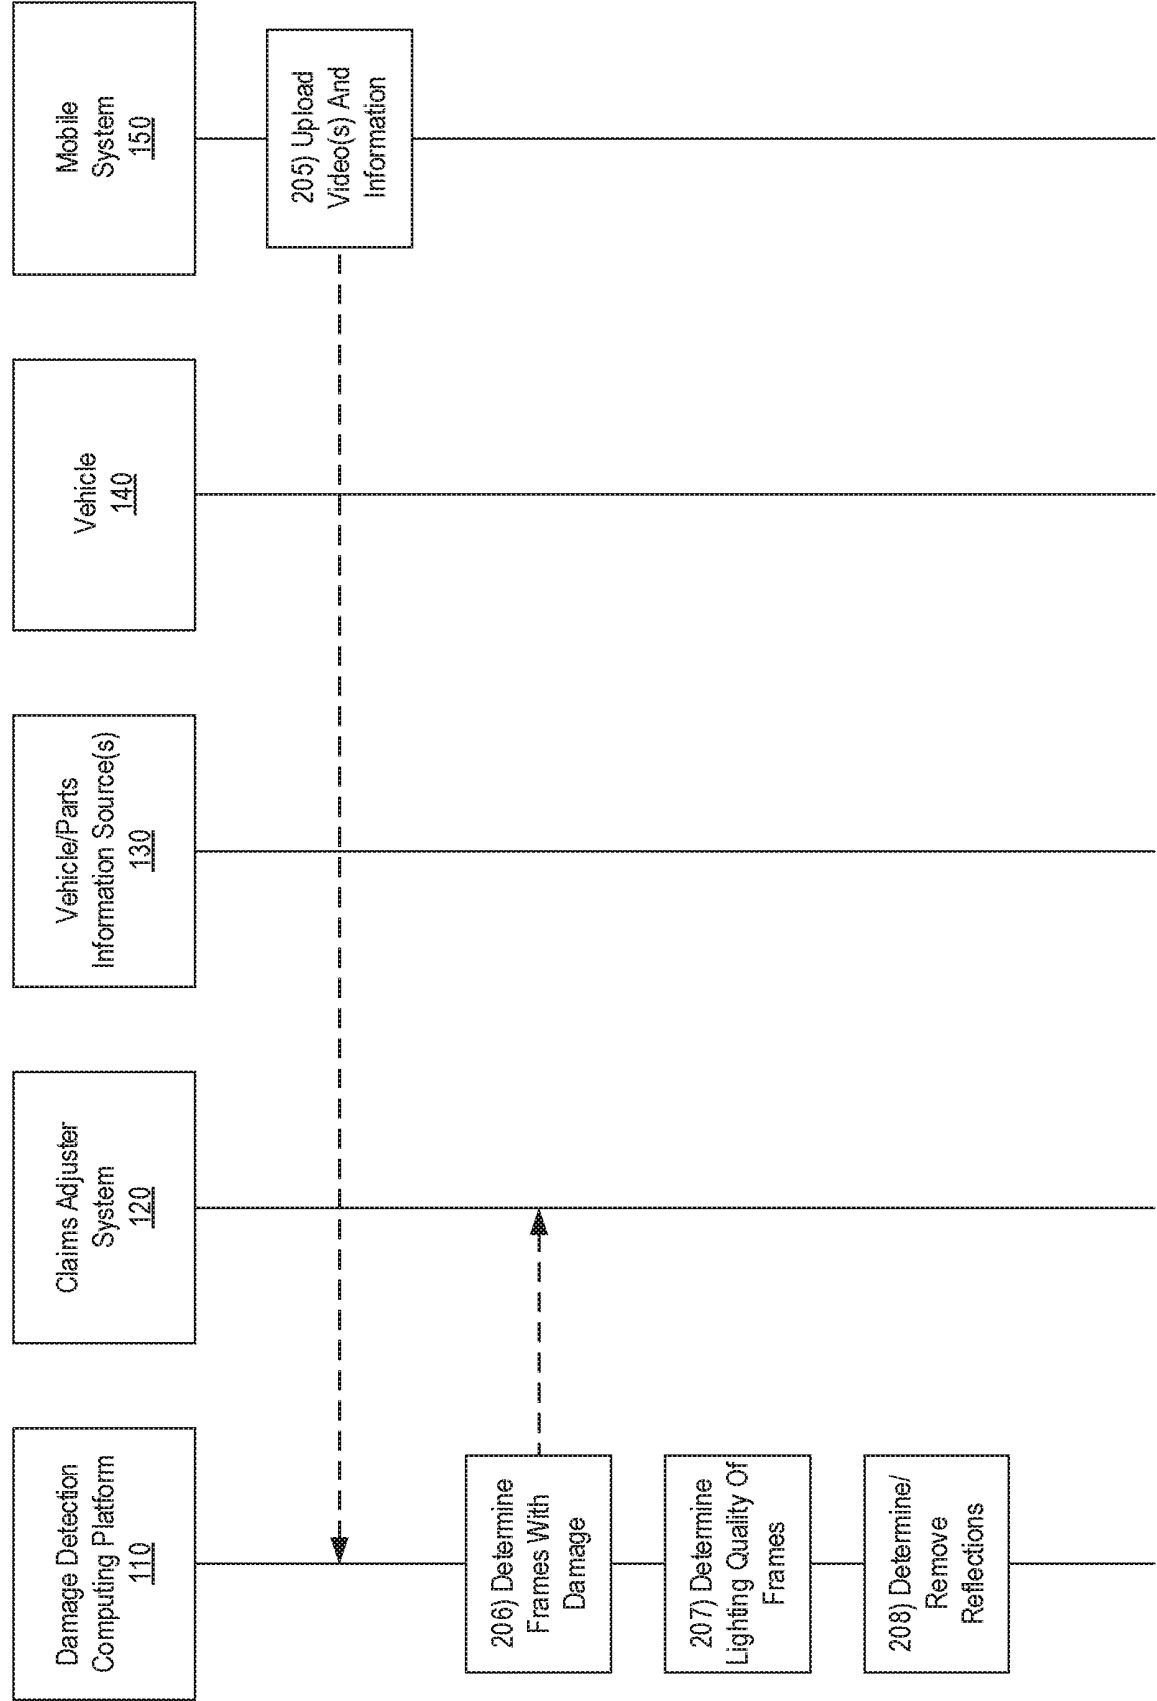 Damage Detection
Computing Platform
110
Claims Adjuster
System
120
Vehicle/Parts
Information Source(s)
130
Vehicle
140
Mobile
System
150
205) Upload
Video(s) And
Information
206) Determine
Frames With
Damage
207) Determine
Lighting Quality Of
Frames
208) Determine/
Remove
Reflections